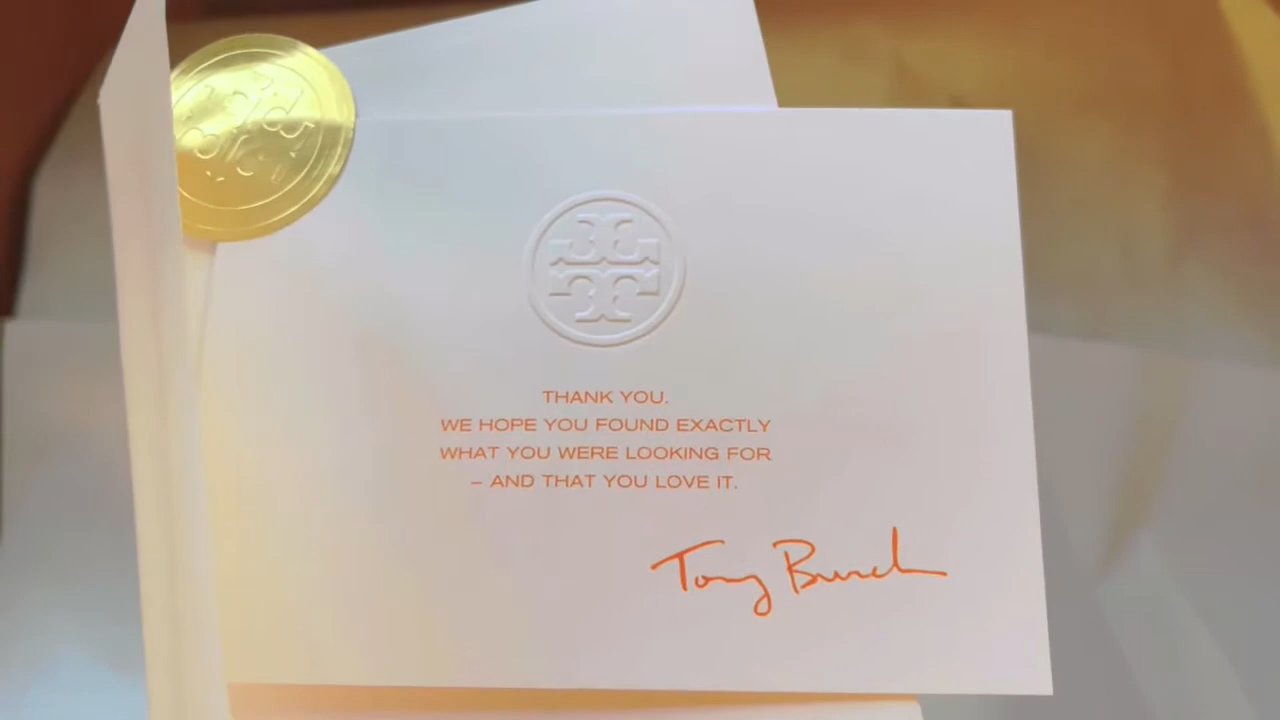 THANK YOU.
WE HOPE YOU FOUND EXACTLY
WHAT YOU WERE LOOKING FOR
– AND THAT YOU LOVE IT.
Tory Burch